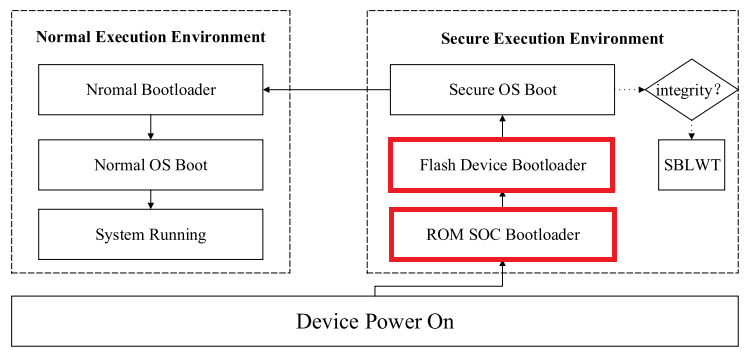 Normal Execution Environment
Secure Execution Environment
Nromal Bootloader
Secure OS Boot
integrity?
Normal OS Boot
Flash Device Bootloader
SBLWT
System Running
ROM SOC Bootloader
Device Power On